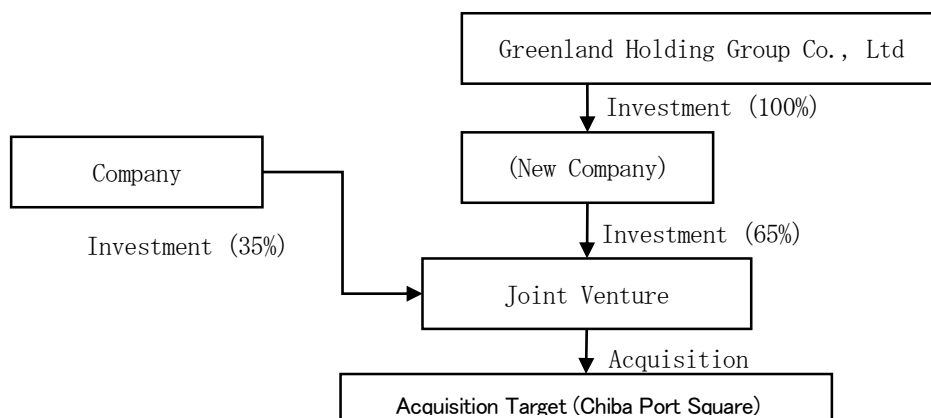 Greenland Holding Group Co., Ltd
Investment (100%)
Company
(New Company)
Investment (35%)
Investment (65%)
Joint Venture
Acquisition
Acquisition Target (Chiba Port Square)